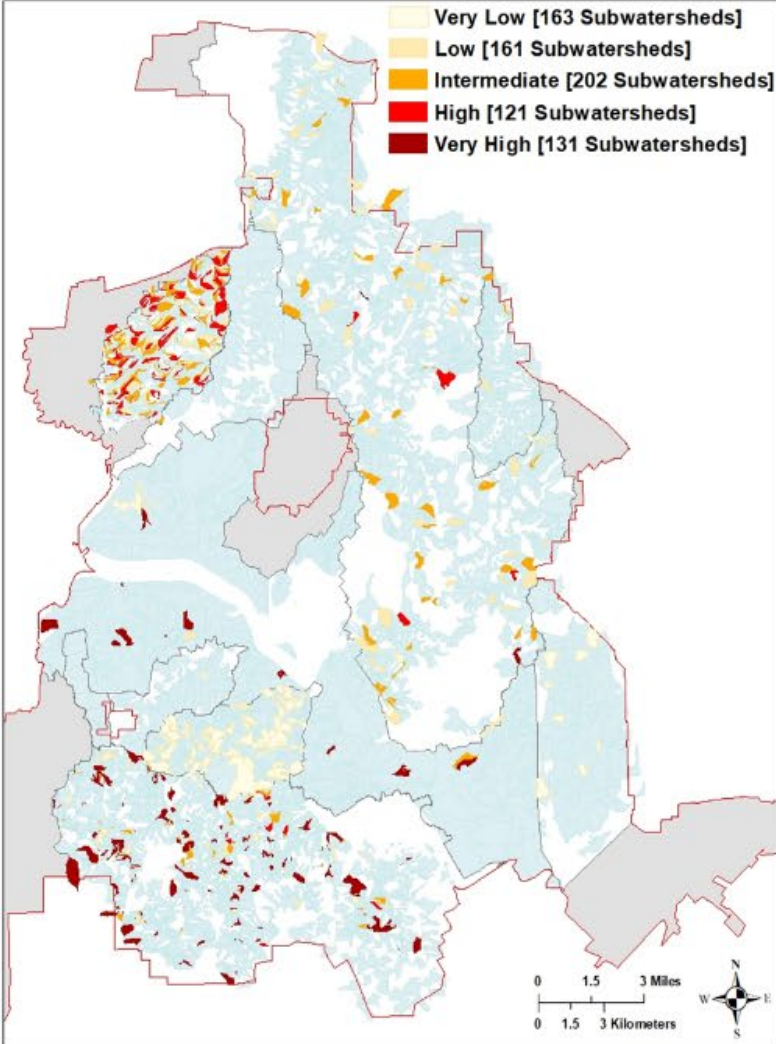 Very Low [163 Subwatersheds]
Low [161 Subwatersheds]
Intermediate [202 Subwatersheds]
High [121 Subwatersheds]
Very High [131 Subwatersheds]
N
W E
S
0 1.5 3 Miles
0 1.5 3 Kilometers